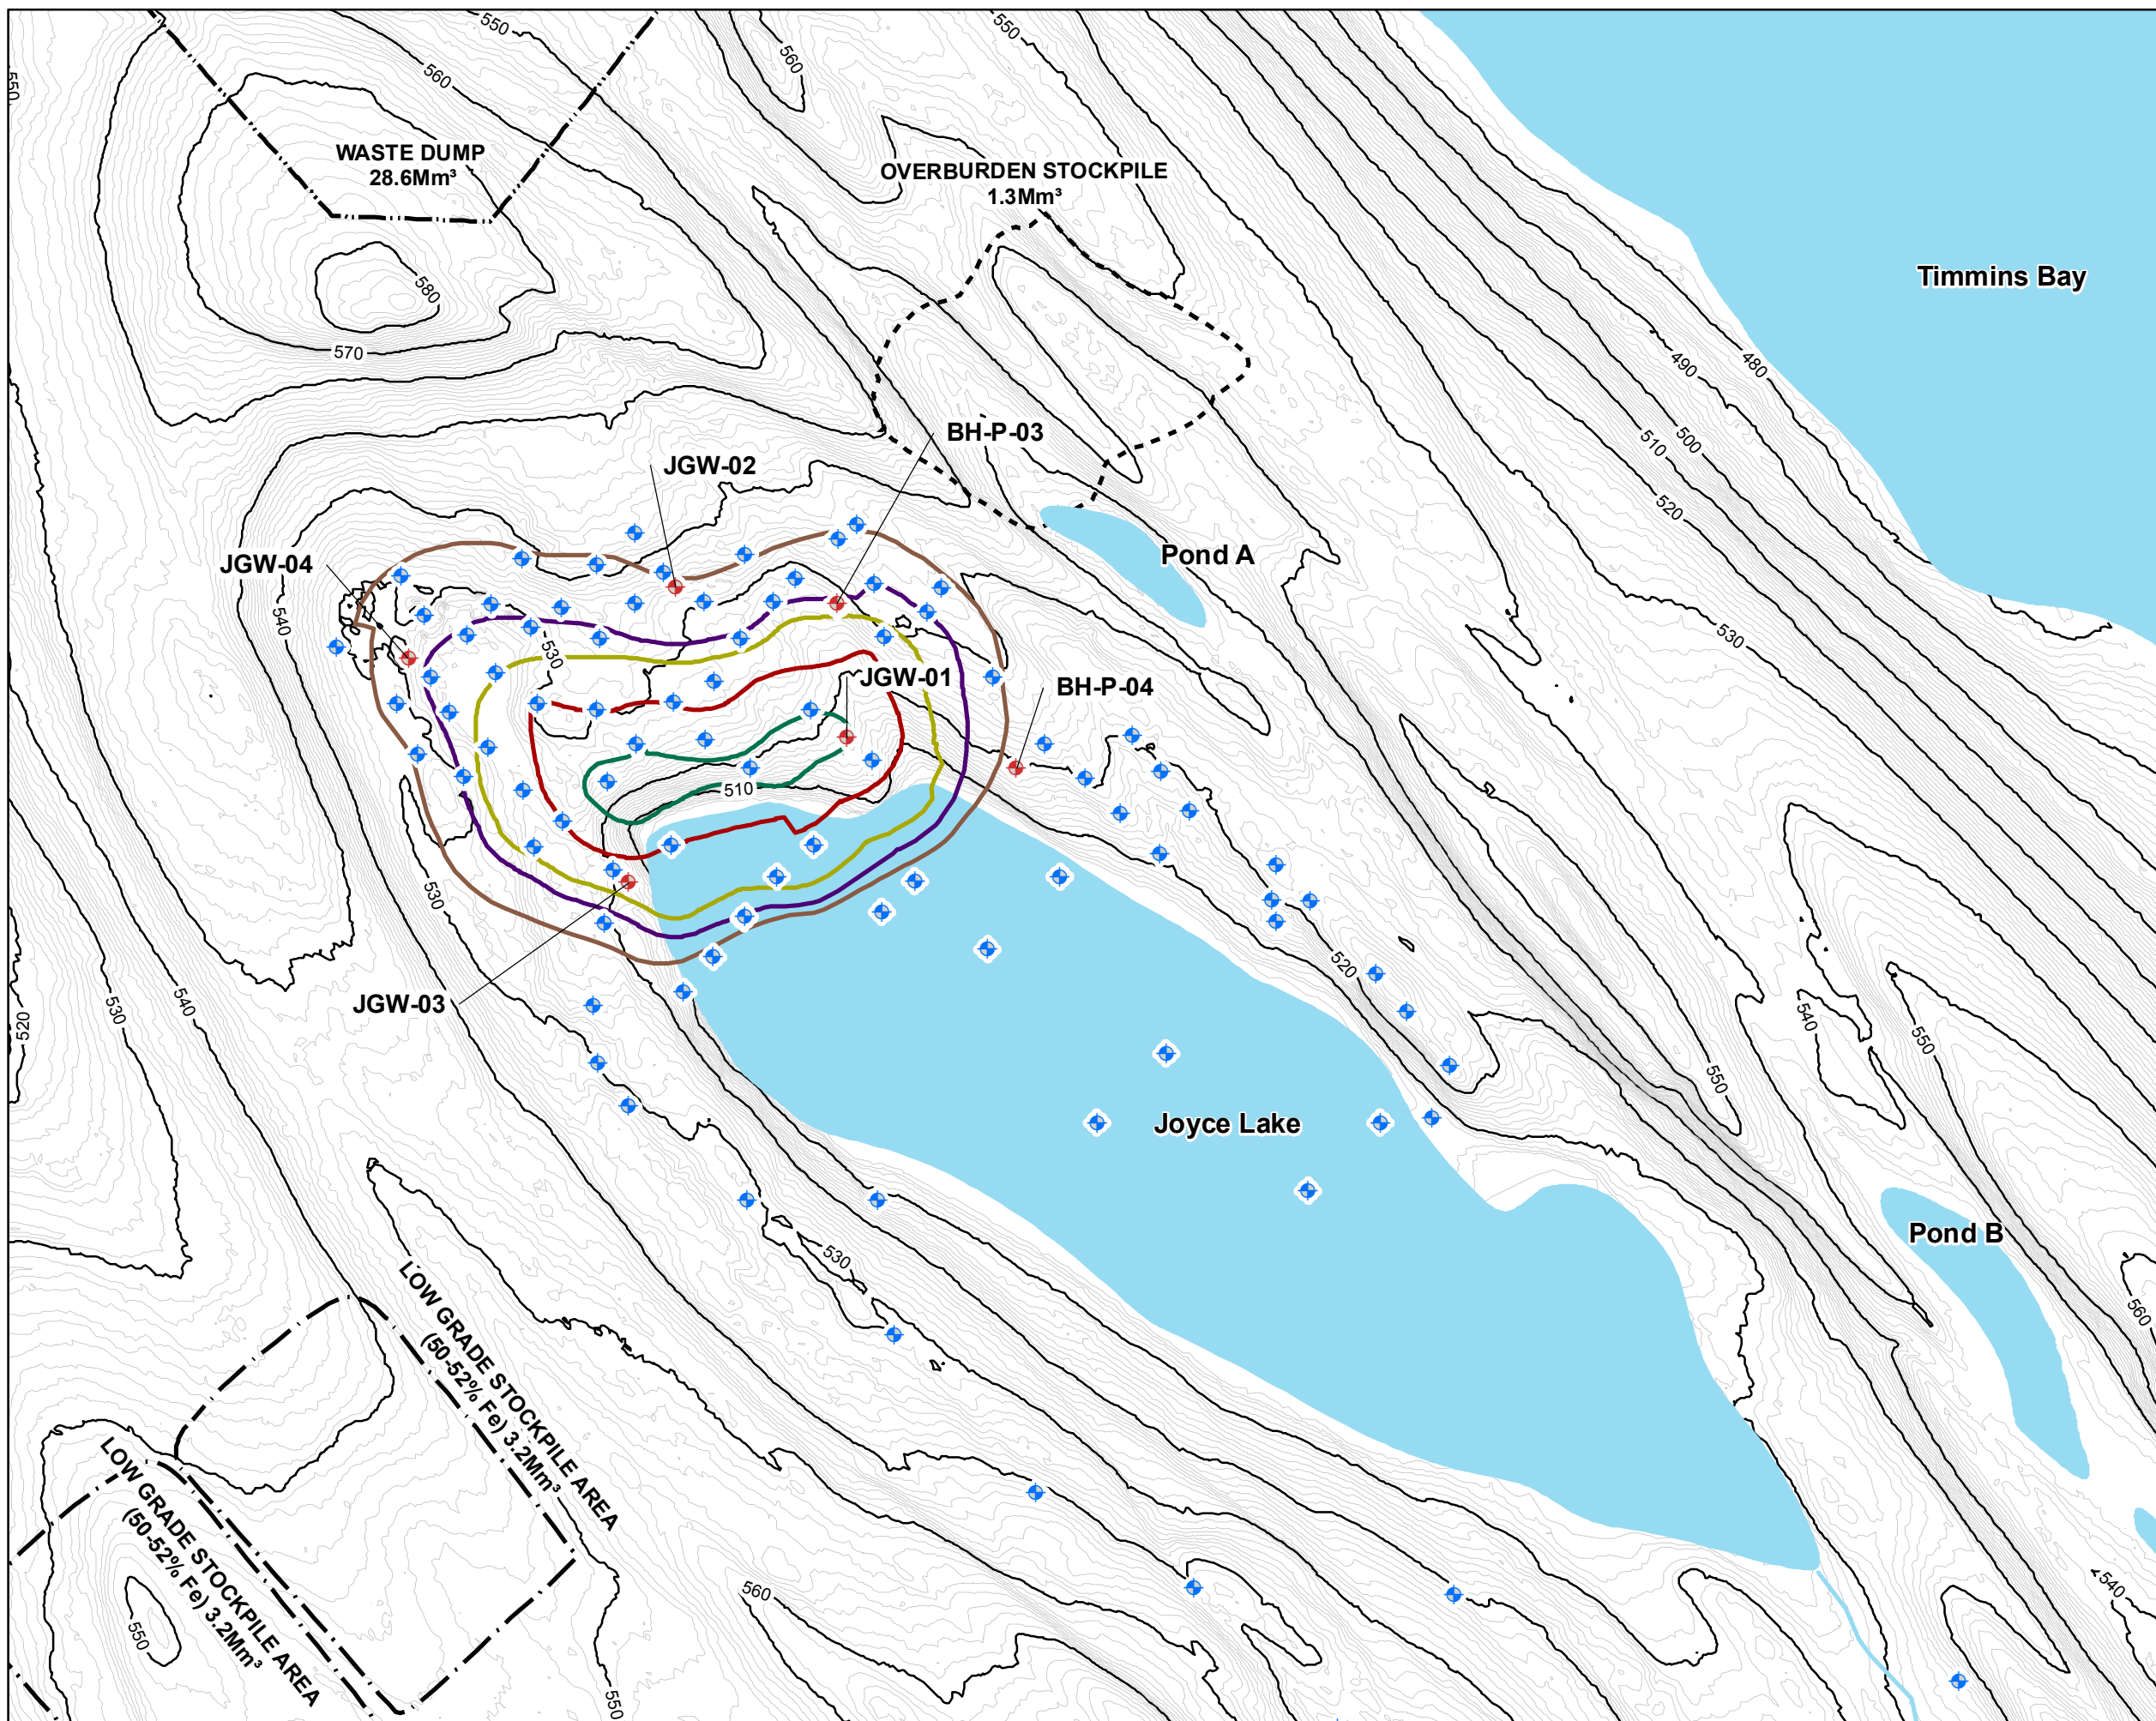 550
550
560
550
560
WASTE DUMP
28.6Mm³
OVERBURDEN STOCKPILE
1.3Mm³
Timmins Bay
580
570
490
480
BH-P-03
500
510
JGW-02
520
Pond A
JGW-04
540
530
530
JGW-01
BH-P-04
510
530
520
JGW-03
540
530
520
540
550
550
Joyce Lake
Pond B
530
560
LOW GRADE STOCKPILE AREA
(50-52% Fe) 3.2Mm³
LOW GRADE STOCKPILE AREA
(50-52% Fe) 3.2Mm³
560
540
550
550